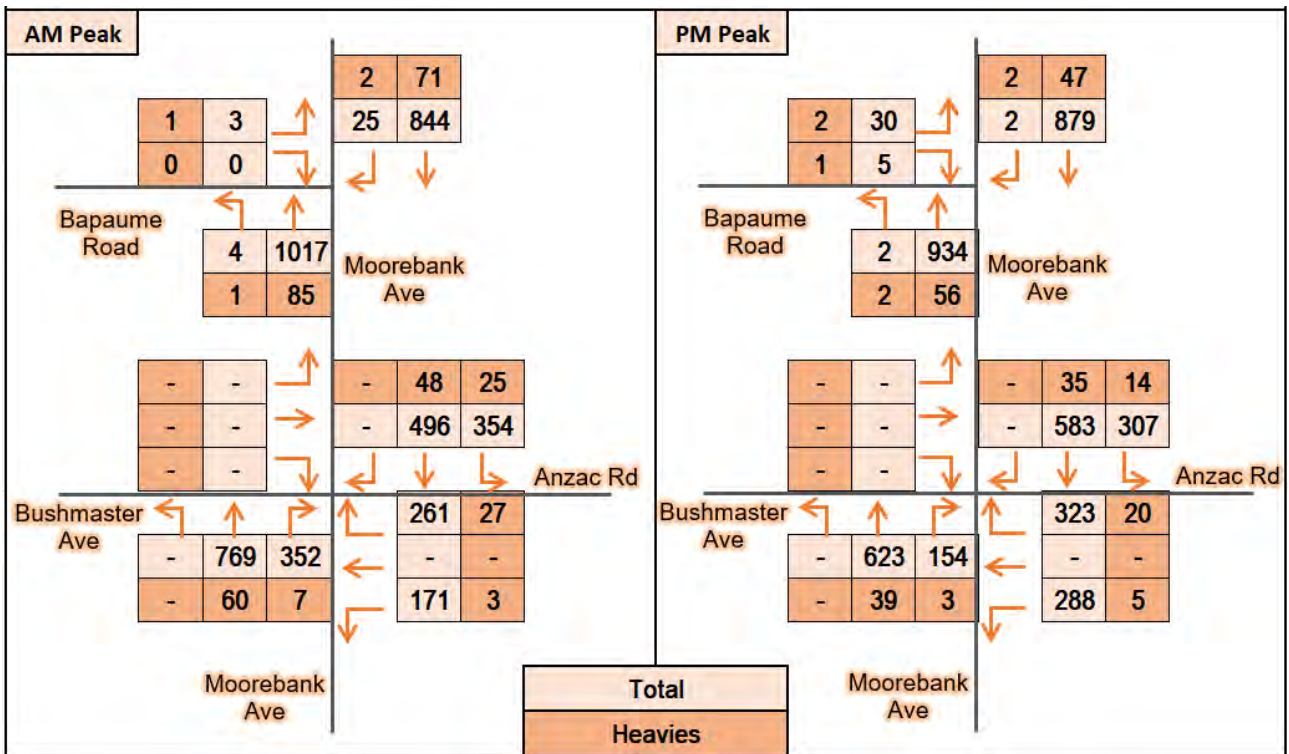 AM Peak
2 71
25 844
1 3
0 0
Bapaume
Road
4 1017
1 85
Moorebank
Ave
- -
- -
- -
- 48 25
- 496 354
Anzac Rd
Bushmaster
Ave
- 769 352
- 60 7
261 27
- -
171 3
Moorebank
Ave
PM Peak
2 47
2 879
2 30
1 5
Bapaume
Road
2 934
2 56
Moorebank
Ave
- -
- -
- -
- 35 14
- 583 307
Anzac Rd
Bushmaster
Ave
- 623 154
- 39 3
323 20
- -
288 5
Moorebank
Ave
Total
Heavies